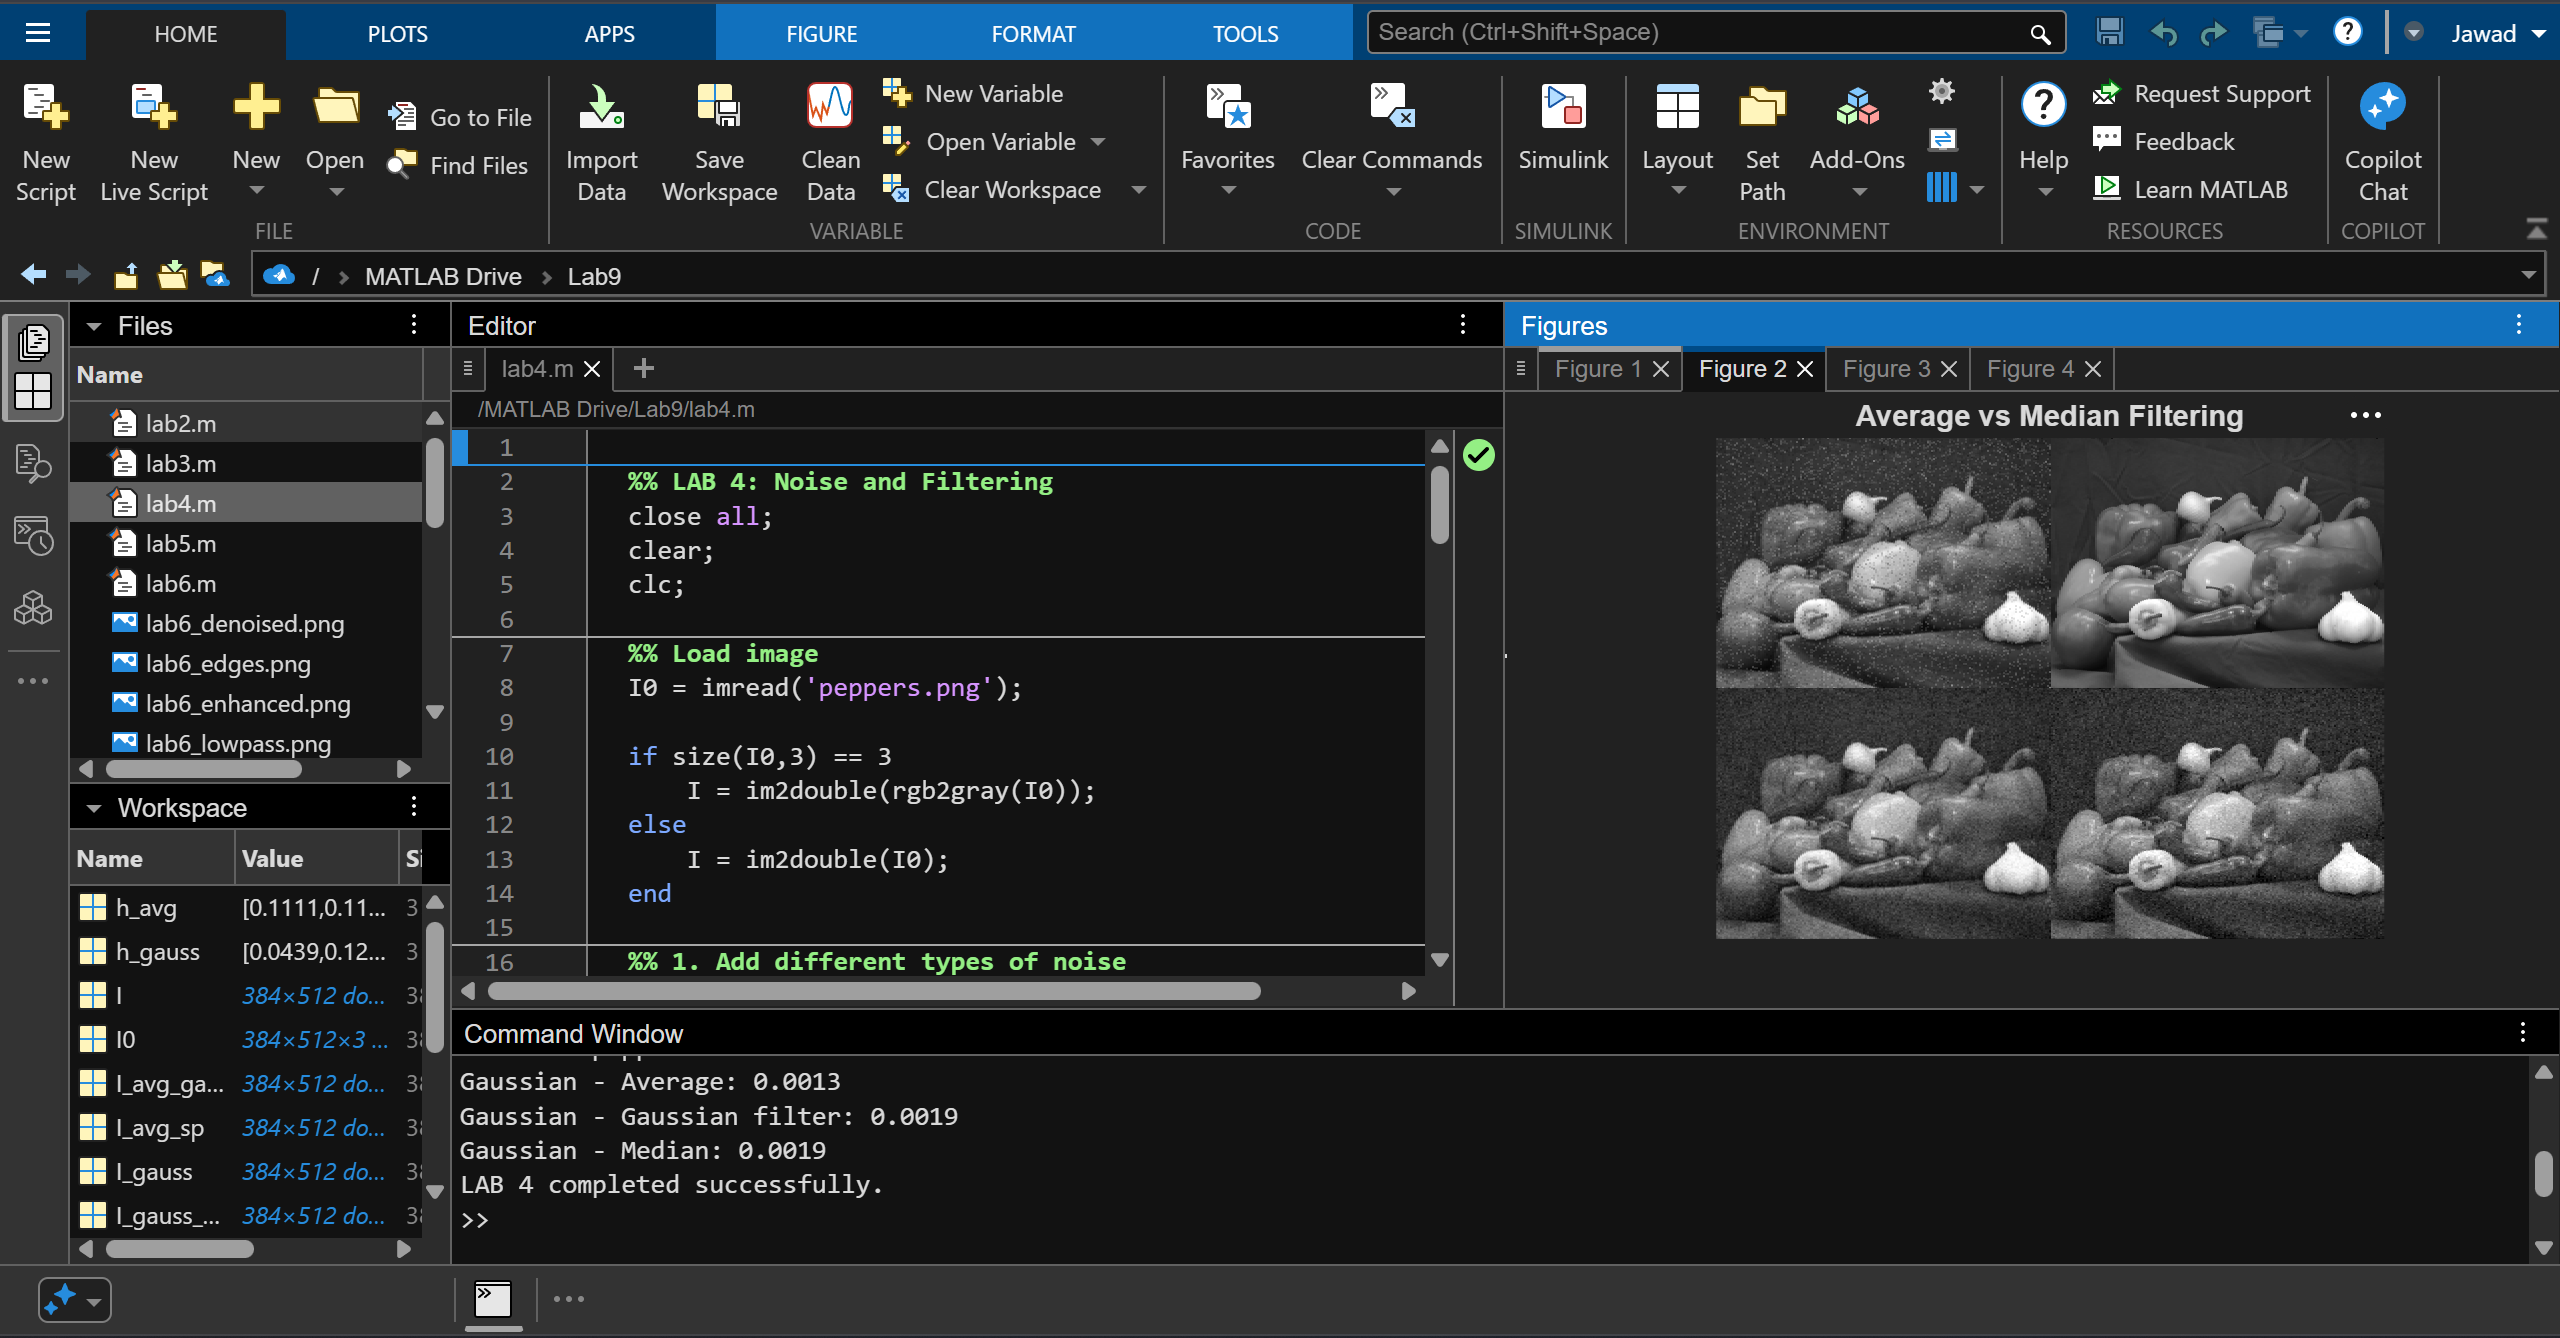 HOME
PLOTS
APPS
FIGURE
FORMAT
TOOLS
Search (Ctrl+Shift+Space)
Jawad
New Script
New Live Script
New
Open
Go to File
Find Files
FILE
Import Data
Save Workspace
Clean Data
New Variable
Open Variable
Clear Workspace
VARIABLE
Favorites
Clear Commands
CODE
Simulink
SIMULINK
Layout
Set Path
Add-Ons
ENVIRONMENT
Help
Request Support
Feedback
Learn MATLAB
RESOURCES
Copilot Chat
COPILOT
/ › MATLAB Drive › Lab9
Files
Name
lab2.m
lab3.m
lab4.m
lab5.m
lab6.m
lab6_denoised.png
lab6_edges.png
lab6_enhanced.png
lab6_lowpass.png
Workspace
Name Value
h_avg [0.1111,0.11... 3
h_gauss [0.0439,0.12... 3
I 384×512 do...
I0 384×512×3 ...
I_avg_ga... 384×512 do...
I_avg_sp 384×512 do...
I_gauss 384×512 do...
I_gauss_... 384×512 do...
Editor
lab4.m
/MATLAB Drive/Lab9/lab4.m
1
2 %% LAB 4: Noise and Filtering
3 close all;
4 clear;
5 clc;
6
7 %% Load image
8 I0 = imread('peppers.png');
9
10 if size(I0,3) == 3
11 I = im2double(rgb2gray(I0));
12 else
13 I = im2double(I0);
14 end
15
16 %% 1. Add different types of noise
Figures
Figure 1
Figure 2
Figure 3
Figure 4
Average vs Median Filtering
Command Window
Gaussian - Average: 0.0013
Gaussian - Gaussian filter: 0.0019
Gaussian - Median: 0.0019
LAB 4 completed successfully.
>>